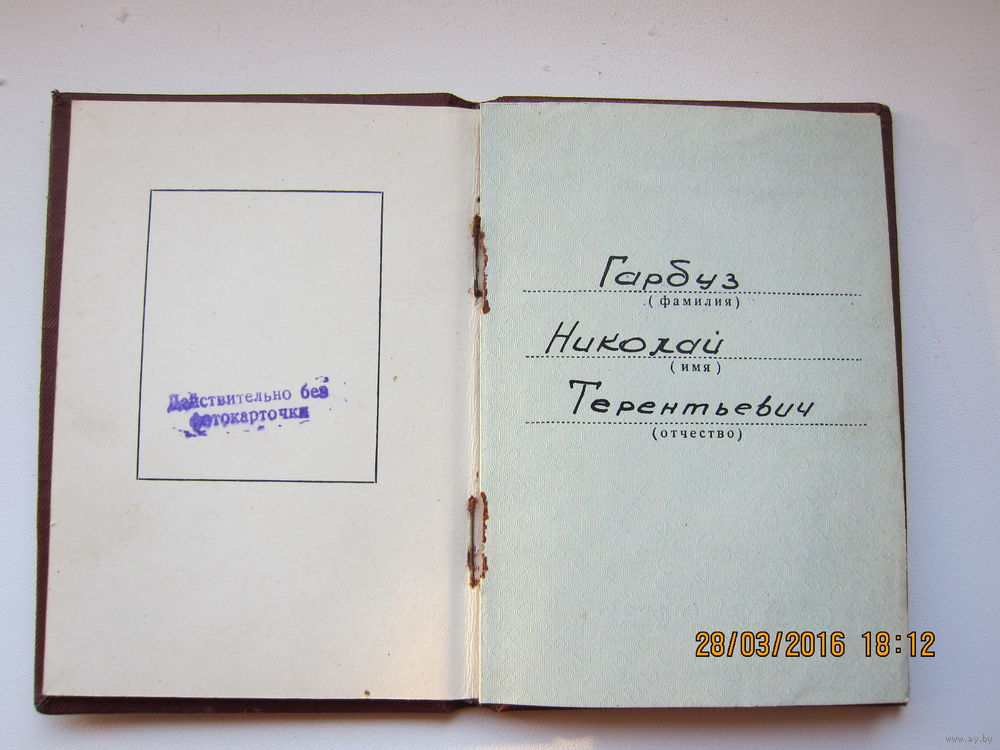 Действительно без
фотокарточки
Гарбуз
(фамилия)
Николай
(имя)
Терентьевич
(отчество)
28/03/2016 18:12
www.ay.by